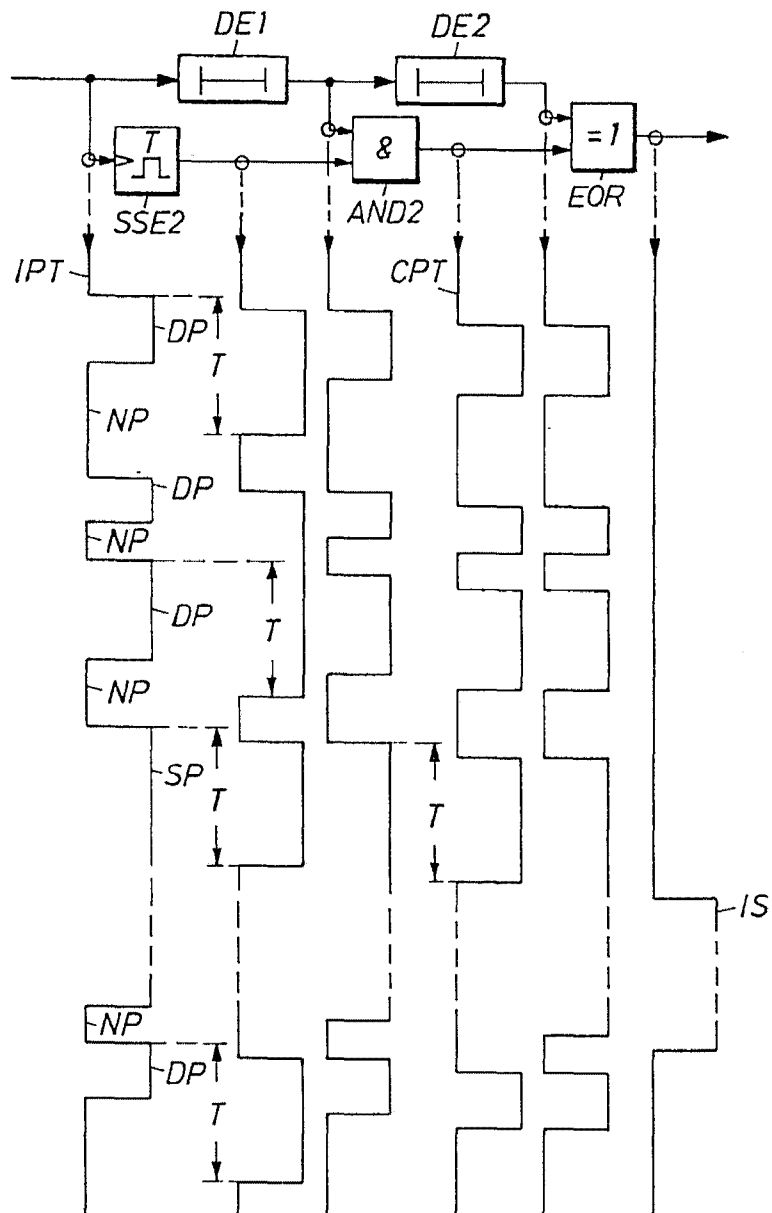 DE1
DE2
T
&
=1
SSE2
AND2
EOR
IPT
CPT
DP
T
NP
DP
NP
DP
T
NP
SP
T
T
IS
NP
DP
T